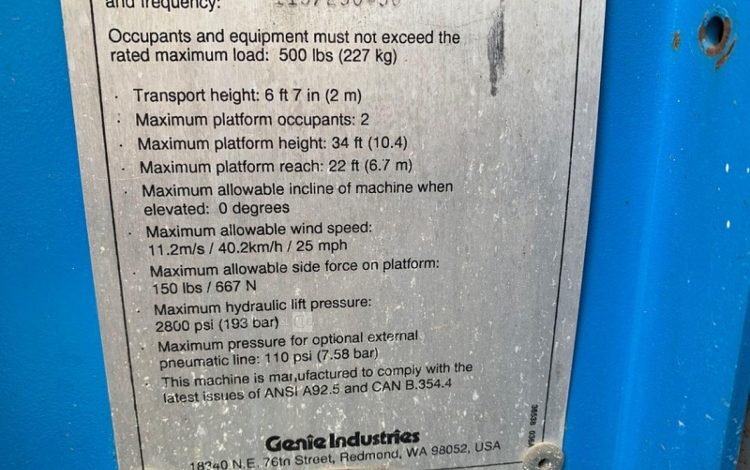 and frequency:
Occupants and equipment must not exceed the
rated maximum load: 500 lbs (227 kg)
· Transport height: 6 ft 7 in (2 m)
· Maximum platform occupants: 2
· Maximum platform height: 34 ft (10.4)
· Maximum platform reach: 22 ft (6.7 m)
· Maximum allowable incline of machine when
elevated: 0 degrees
· Maximum allowable wind speed:
11.2m/s / 40.2km/h / 25 mph
· Maximum allowable side force on platform:
150 lbs / 667 N
· Maximum hydraulic lift pressure:
2800 psi (193 bar)
· Maximum pressure for optional external
pneumatic line: 110 psi (7.58 bar)
· This machine is manufactured to comply with the
latest issues of ANSI A92.5 and CAN B.354.4
Genie Industries
18340 N.E. 76th Street, Redmond, WA 98052, USA